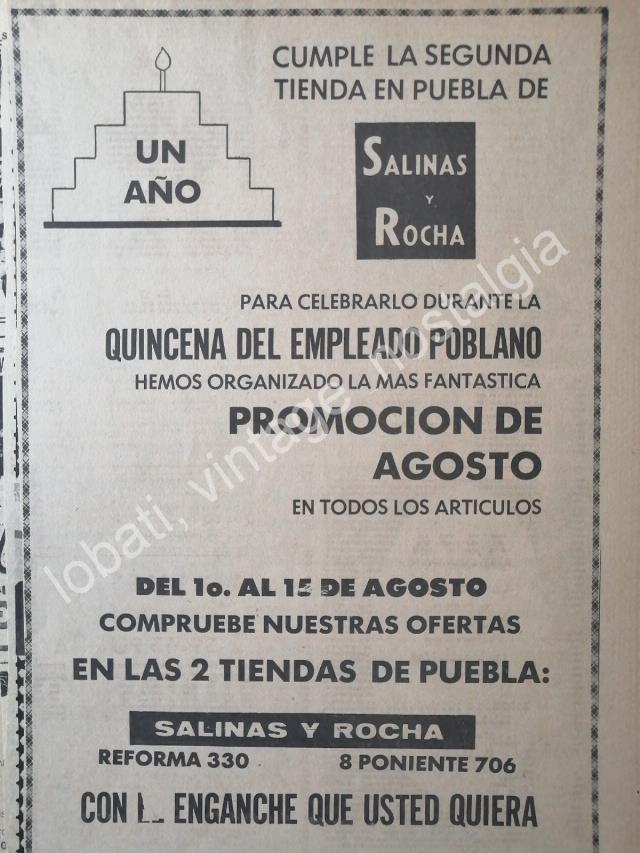 CUMPLE LA SEGUNDA
TIENDA EN PUEBLA DE
UN
AÑO
SALINAS
Y
ROCHA
PARA CELEBRARLO DURANTE LA
QUINCENA DEL EMPLEADO POBLANO
HEMOS ORGANIZADO LA MAS FANTASTICA
PROMOCION DE
AGOSTO
EN TODOS LOS ARTICULOS
DEL 1o. AL 15 DE AGOSTO
COMPRUEBE NUESTRAS OFERTAS
EN LAS 2 TIENDAS DE PUEBLA:
SALINAS Y ROCHA
REFORMA 330 8 PONIENTE 706
CON ENGANCHE QUE USTED QUIERA
lobati, vintage, nostalgia